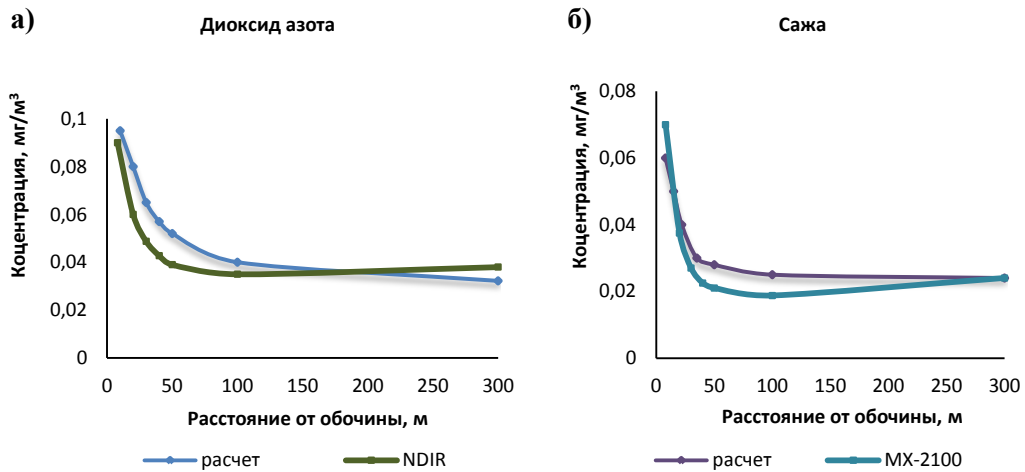 а)
Диоксид азота
Коцентрация, мг/м³
0,1
0,08
0,06
0,04
0,02
0
0 50 100 150 200 250 300
Расстояние от обочины, м
расчет NDIR
б)
Сажа
Коцентрация, мг/м³
0,08
0,06
0,04
0,02
0
0 50 100 150 200 250 300
Расстояние от обочины, м
расчет МХ-2100